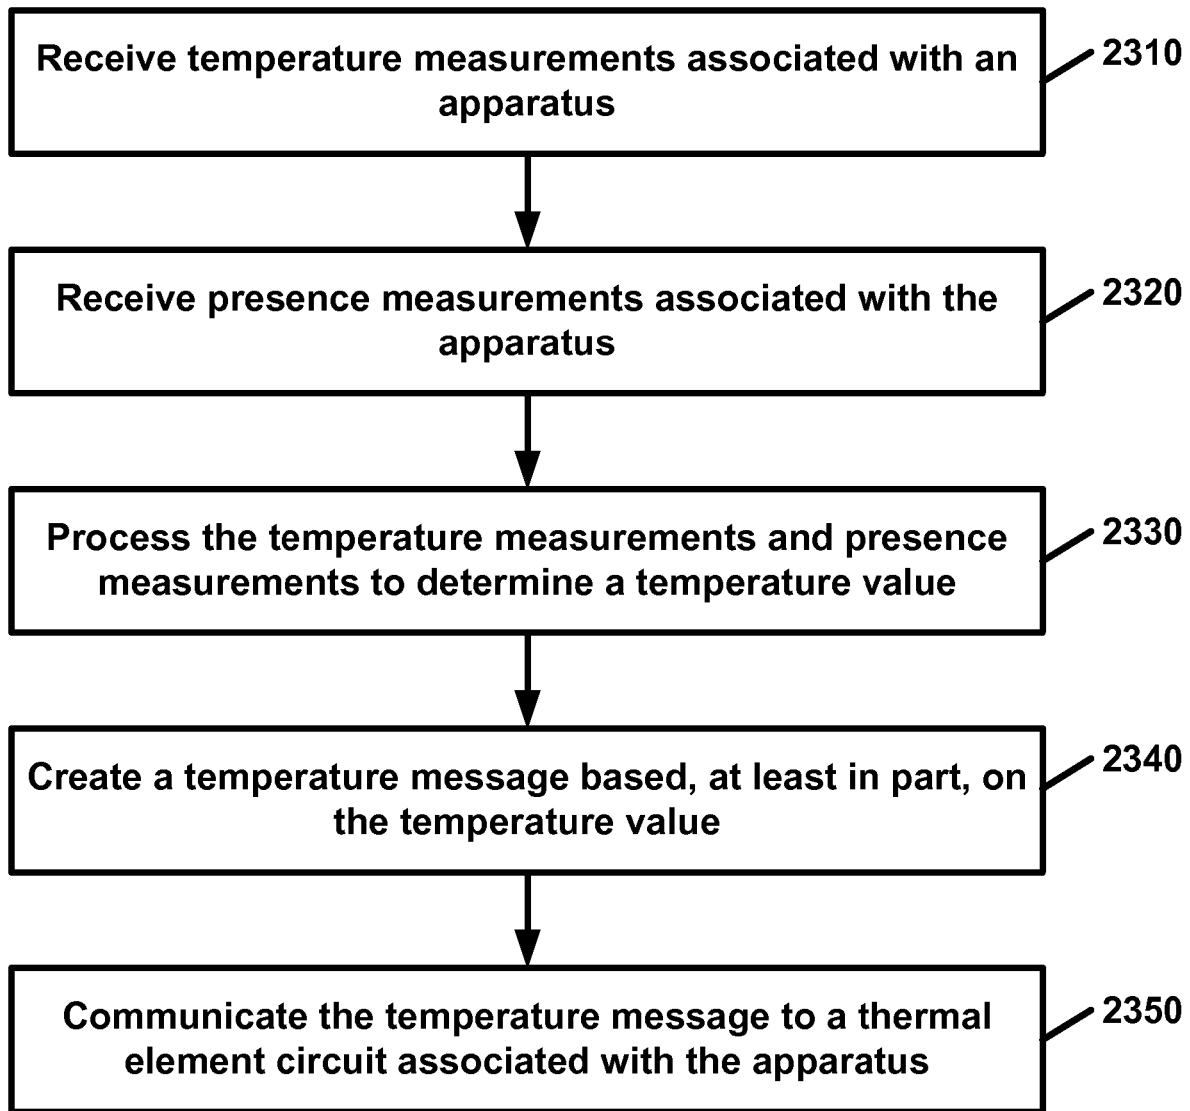 Receive temperature measurements associated with an
apparatus
2310
Receive presence measurements associated with the
apparatus
2320
Process the temperature measurements and presence
measurements to determine a temperature value
2330
Create a temperature message based, at least in part, on
the temperature value
2340
Communicate the temperature message to a thermal
element circuit associated with the apparatus
2350